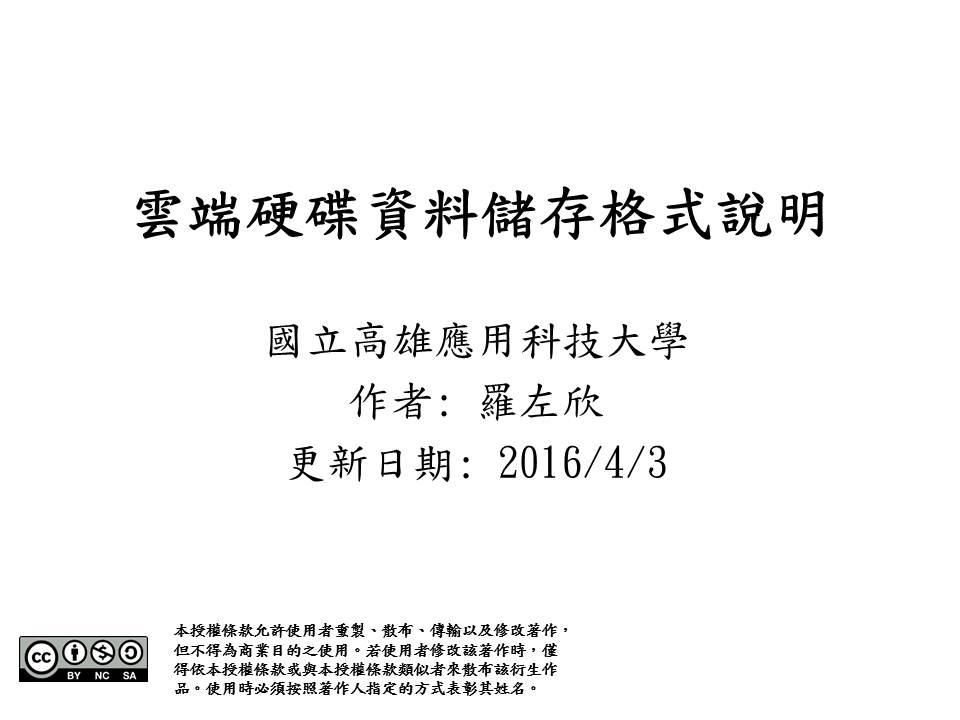 雲端硬碟資料儲存格式說明
國立高雄應用科技大學
作者: 羅左欣
更新日期: 2016/4/3
本授權條款允許使用者重製、散布、傳輸以及修改著作，
但不得為商業目的之使用。若使用者修改該著作時，僅
得依本授權條款或與本授權條款類似者來散布該衍生作
品。使用時必須按照著作人指定的方式表彰其姓名。
cc
BY NC SA